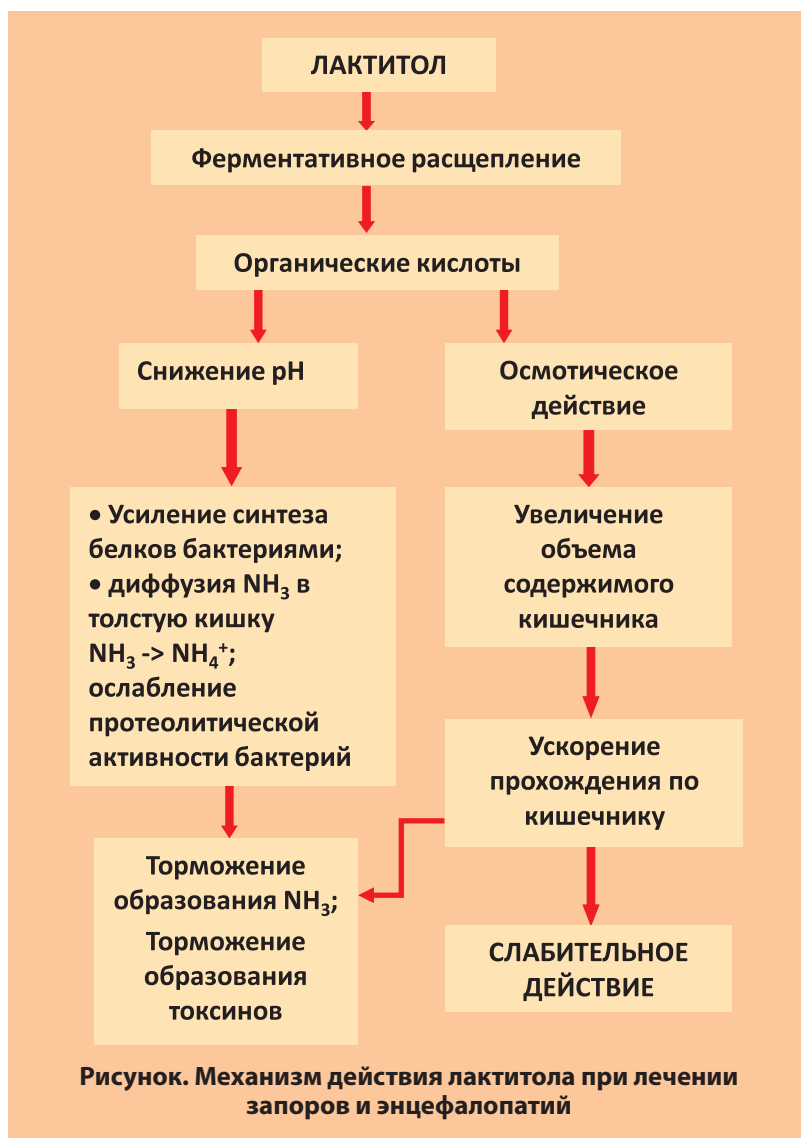 ЛАКТИТОЛ
Ферментативное расщепление
Органические кислоты
Снижение pH
Осмотическое
действие
• Усиление синтеза
белков бактериями;
• диффузия NH₃ в
толстую кишку
NH₃ -> NH₄⁺;
ослабление
протеолитической
активности бактерий
Увеличение
объема
содержимого
кишечника
Ускорение
прохождения по
кишечнику
Торможение
образования NH₃;
Торможение
образования
токсинов
СЛАБИТЕЛЬНОЕ
ДЕЙСТВИЕ
Рисунок. Механизм действия лактитола при лечении
запоров и энцефалопатий